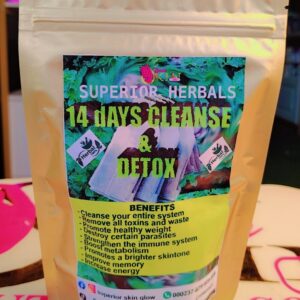 SUPERIOR HERBALS
14 dAYS CLEANSE
&
DETOX
BENEFITS
- Cleanse your entire system
- Remove all toxins and waste
- Promote healthy weight
- Destroy certain parasites
- Strengthen the immune system
- Good metabolism
- Promotes a brighter skintone
- Improve memory
- Increase energy
superior skin glow